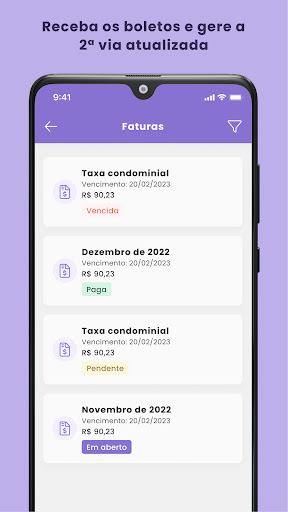 Receba os boletos e gere a
2ª via atualizada
9:41
Faturas
Taxa condominial
Vencimento: 20/02/2023
R$ 90,23
Vencida
Dezembro de 2022
Vencimento: 20/02/2023
R$ 90,23
Paga
Taxa condominial
Vencimento: 20/02/2023
R$ 90,23
Pendente
Novembro de 2022
Vencimento: 20/02/2023
R$ 90,23
Em aberto